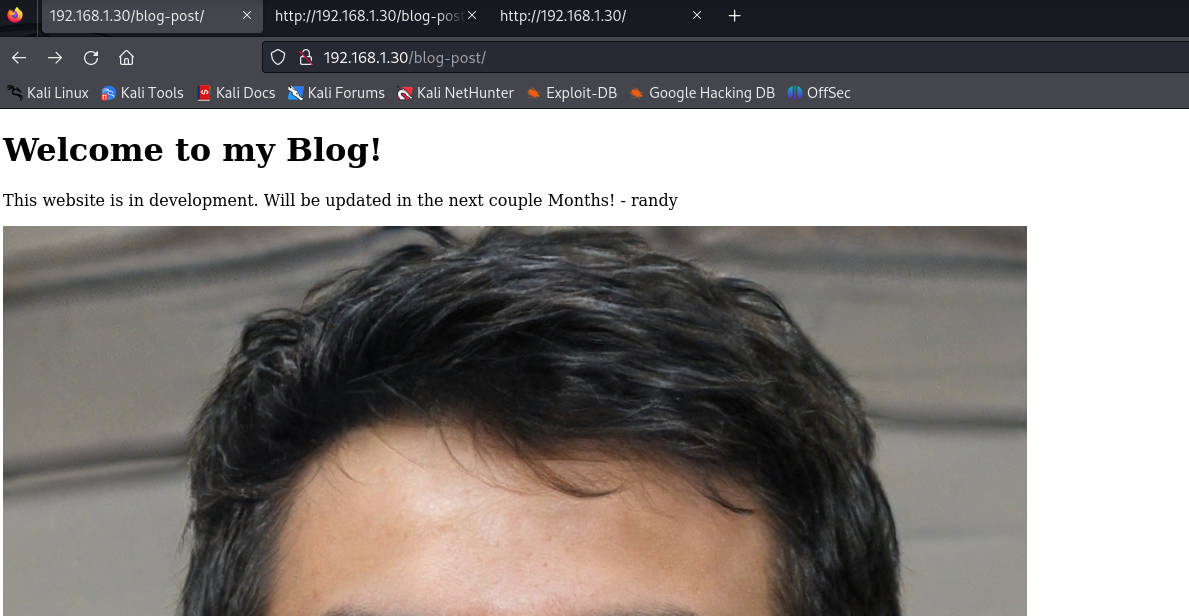 192.168.1.30/blog-post/
http://192.168.1.30/blog-post
http://192.168.1.30/
192.168.1.30/blog-post/
Kali Linux Kali Tools Kali Docs Kali Forums Kali NetHunter Exploit-DB Google Hacking DB OffSec
Welcome to my Blog!
This website is in development. Will be updated in the next couple Months! - randy